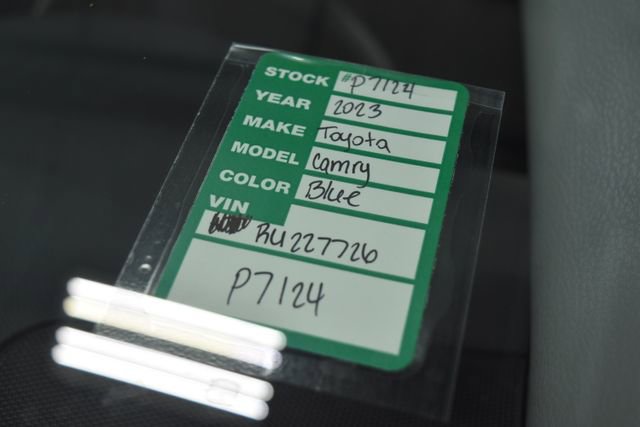 STOCK #P7124
YEAR 2023
MAKE Toyota
MODEL Camry
COLOR Blue
VIN
RU227726
P7124